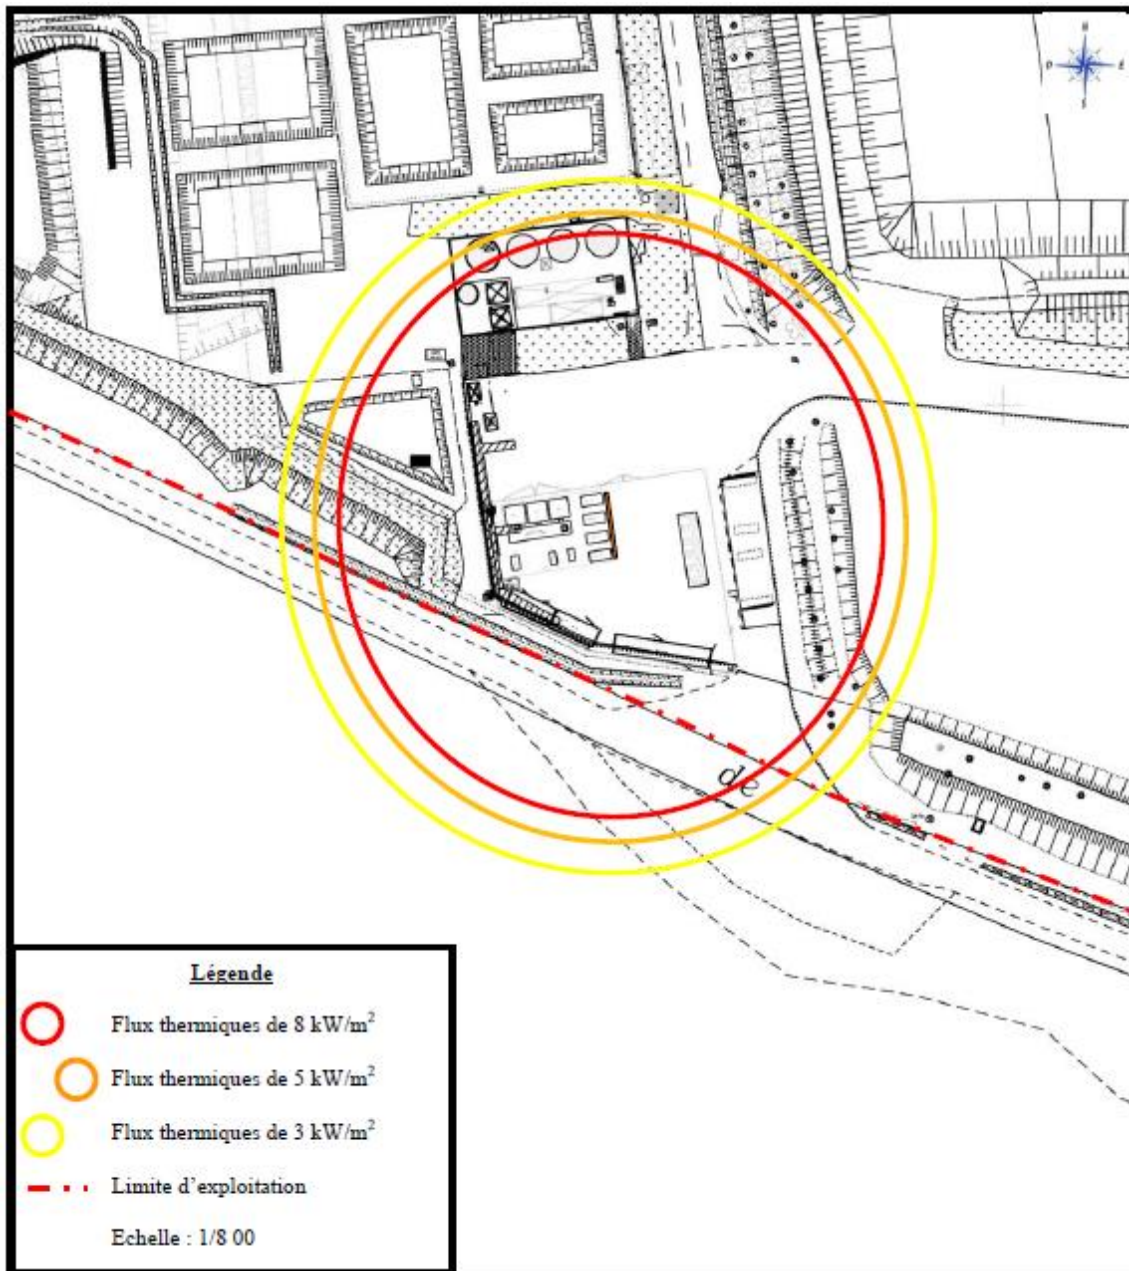 N
E
S
de
Légende
Flux thermiques de 8 kW/m²
Flux thermiques de 5 kW/m²
Flux thermiques de 3 kW/m²
Limite d’exploitation
Echelle : 1/8 00